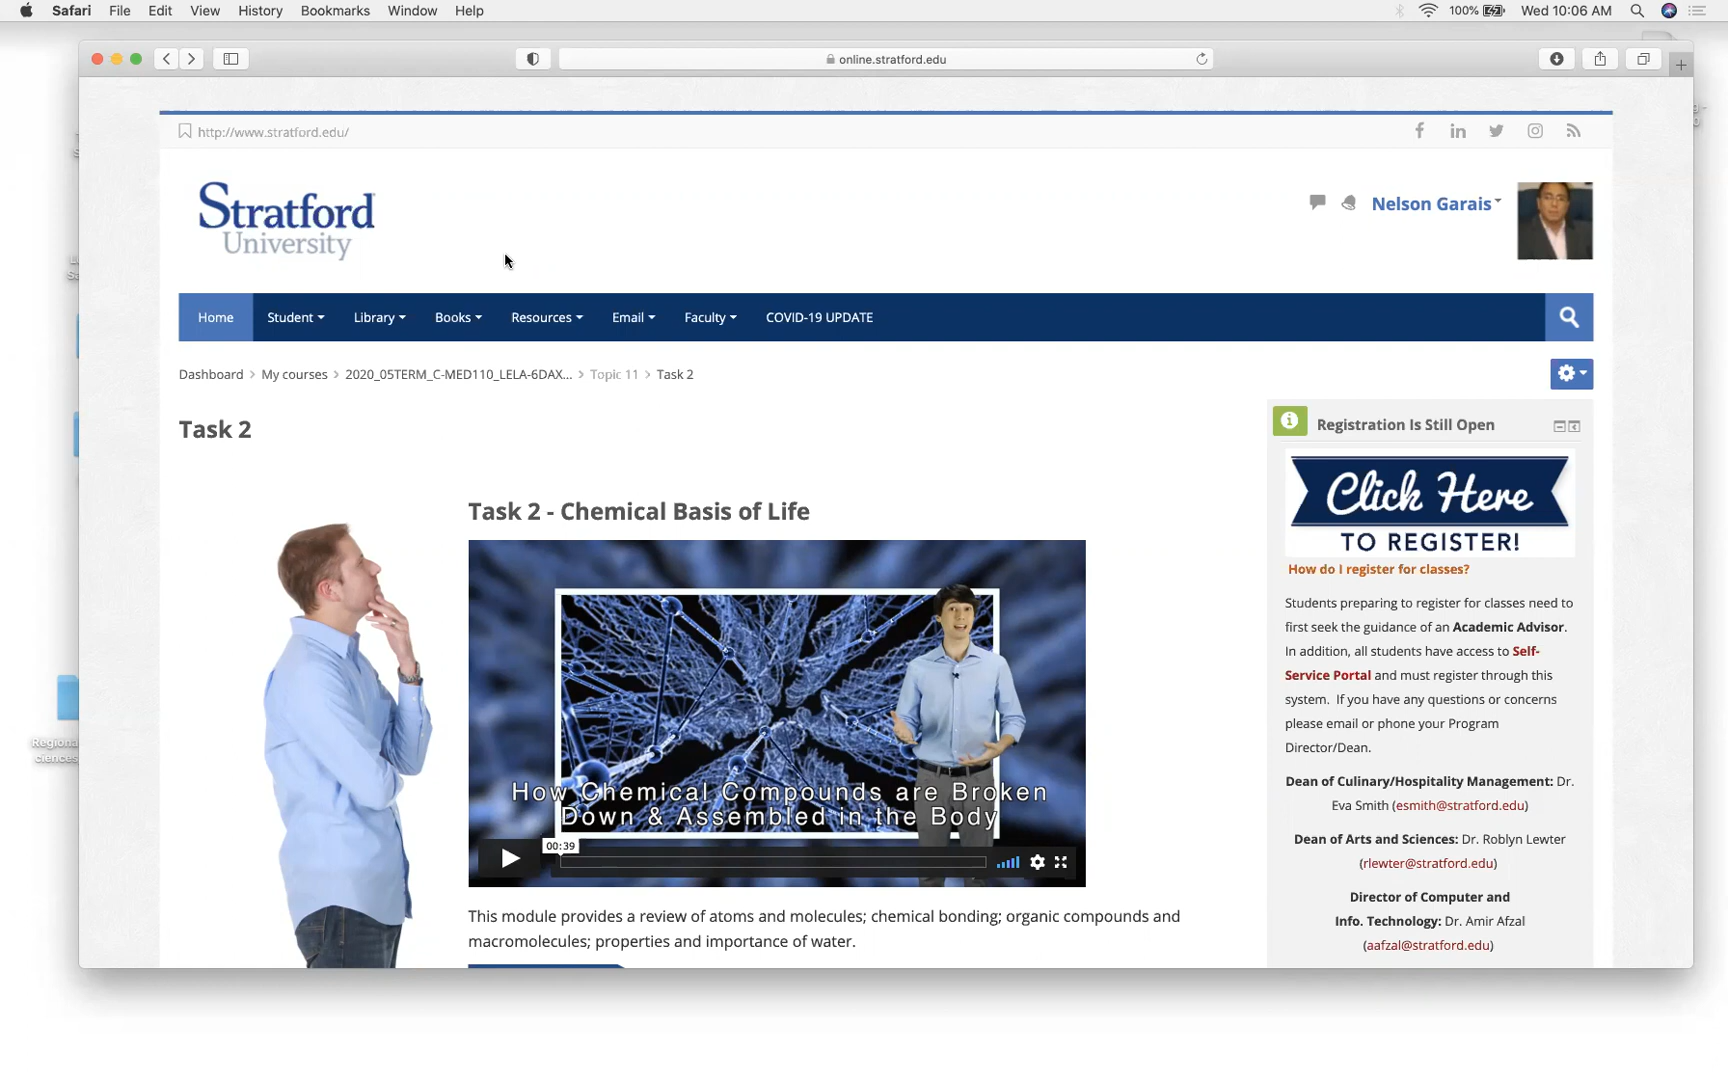 Safari File Edit View History Bookmarks Window Help
100% Wed 10:06 AM
online.stratford.edu
http://www.stratford.edu/
Stratford
University
Nelson Garais
Home Student Library Books Resources Email Faculty COVID-19 UPDATE
Dashboard > My courses > 2020_05TERM_C-MED110_LELA-6DAX... > Topic 11 > Task 2
Task 2
Task 2 - Chemical Basis of Life
How Chemical Compounds are Broken
Down & Assembled in the Body
00:39
This module provides a review of atoms and molecules; chemical bonding; organic compounds and
macromolecules; properties and importance of water.
Registration Is Still Open
Click Here
TO REGISTER!
How do I register for classes?
Students preparing to register for classes need to
first seek the guidance of an Academic Advisor.
In addition, all students have access to Self-
Service Portal and must register through this
system. If you have any questions or concerns
please email or phone your Program
Director/Dean.
Dean of Culinary/Hospitality Management: Dr.
Eva Smith (esmith@stratford.edu)
Dean of Arts and Sciences: Dr. Roblyn Lewter
(rlewter@stratford.edu)
Director of Computer and
Info. Technology: Dr. Amir Afzal
(aafzal@stratford.edu)
Regiona
ciences